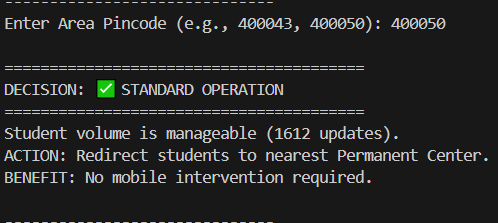 ------------------------------
Enter Area Pincode (e.g., 400043, 400050): 400050
========================================
DECISION: ✅ STANDARD OPERATION
========================================
Student volume is manageable (1612 updates).
ACTION: Redirect students to nearest Permanent Center.
BENEFIT: No mobile intervention required.
------------------------------